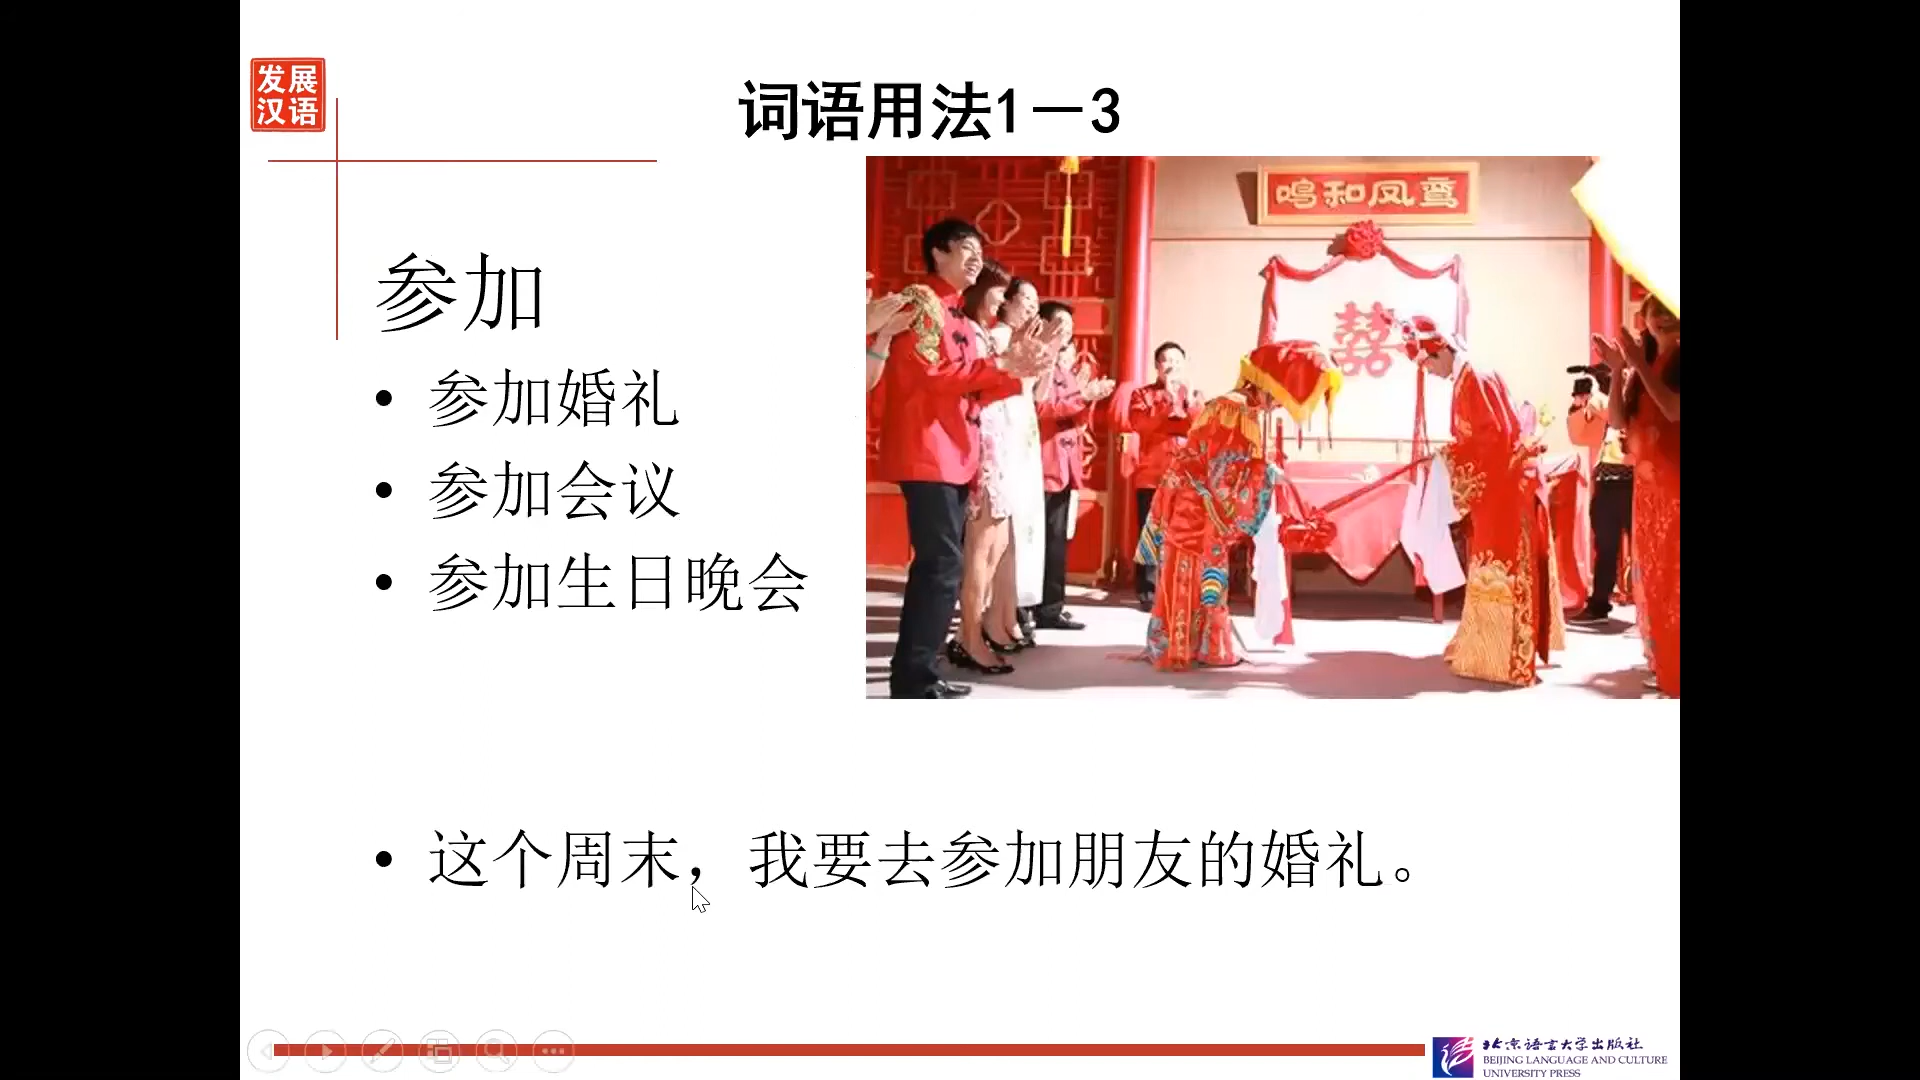 发展
汉语
词语用法1－3
鸣和凤鸾
囍
参加
• 参加婚礼
• 参加会议
• 参加生日晚会
• 这个周末，我要去参加朋友的婚礼。
北京语言大学出版社
BEIJING LANGUAGE AND CULTURE
UNIVERSITY PRESS